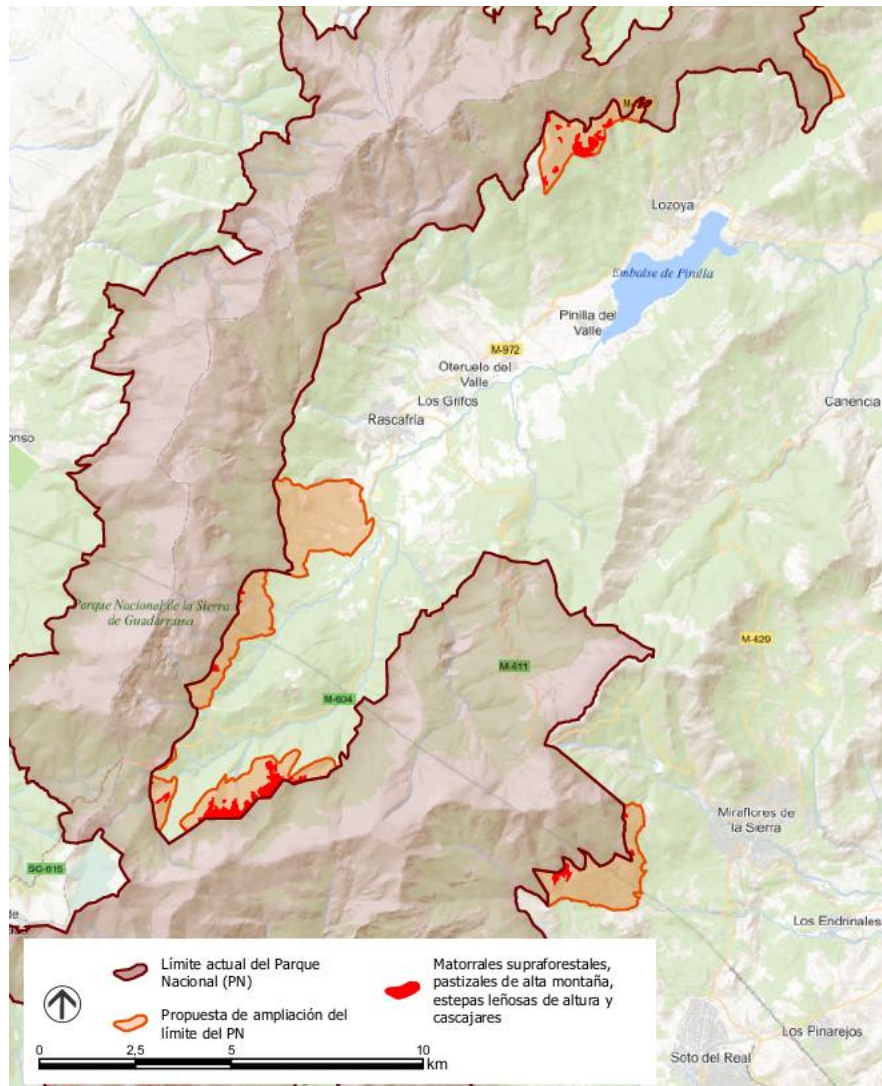 M-
Lozoya
Embalse de Pinilla
Pinilla del
Valle
M-972
Oteruelo del
Valle
Los Grifos
Canencia
Rascafría
onso
Parque Nacional de la Sierra
de Guadarrama
M-629
M-611
M-604
Miraflores de
la Sierra
SG-615
de
Los Endrinales
Límite actual del Parque
Nacional (PN)
Propuesta de ampliación del
límite del PN
Matorrales supraforestales,
pastizales de alta montaña,
estepas leñosas de altura y
cascajares
0 2,5 5 10
km
Los Pinarejos
Soto del Real